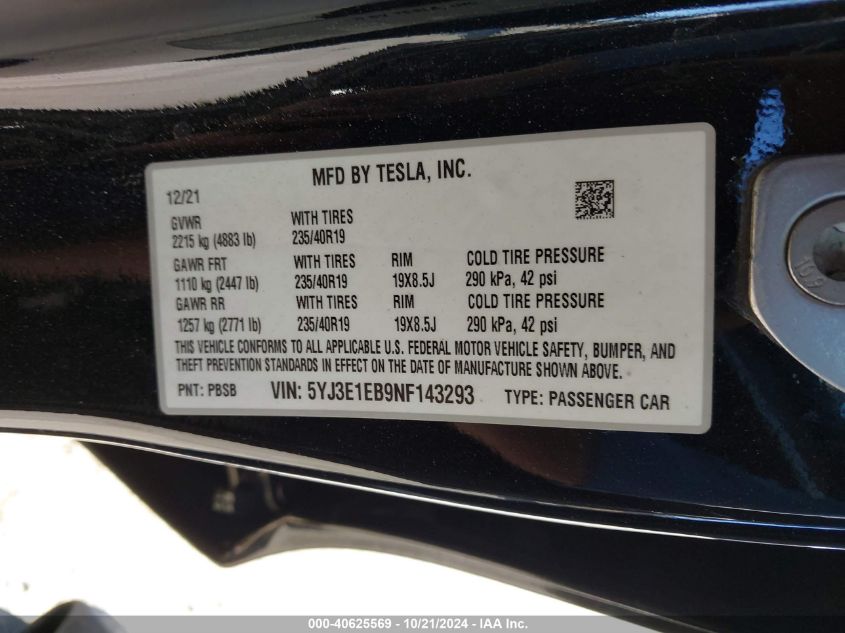 MFD BY TESLA, INC.
12/21
GVWR WITH TIRES
2215 kg (4883 lb) 235/40R19
GAWR FRT WITH TIRES RIM COLD TIRE PRESSURE
1110 kg (2447 lb) 235/40R19 19X8.5J 290 kPa, 42 psi
GAWR RR WITH TIRES RIM COLD TIRE PRESSURE
1257 kg (2771 lb) 235/40R19 19X8.5J 290 kPa, 42 psi
THIS VEHICLE CONFORMS TO ALL APPLICABLE U.S. FEDERAL MOTOR VEHICLE SAFETY, BUMPER, AND
THEFT PREVENTION STANDARDS IN EFFECT ON THE DATE OF MANUFACTURE SHOWN ABOVE.
PNT: PBSB VIN: 5YJ3E1EB9NF143293 TYPE: PASSENGER CAR
109
000-40625569 - 10/21/2024 - IAA Inc.